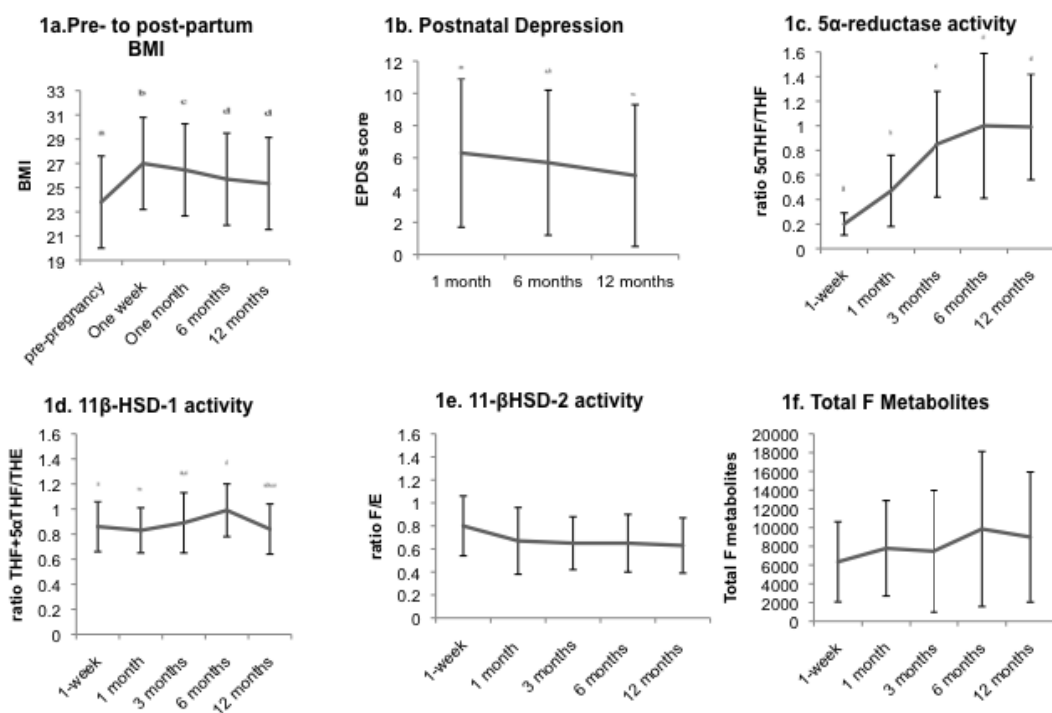 1a.Pre- to post-partum
BMI
33
31
29
27
25
23
21
19
BMI
a
b
c
d
d
pre-pregnancy
One week
One month
6 months
12 months
1b. Postnatal Depression
12
10
8
6
4
2
0
EPDS score
1 month
6 months
12 months
1c. 5α-reductase activity
1.6
1.4
1.2
1
0.8
0.6
0.4
0.2
0
ratio 5αTHF/THF
1-week
1 month
3 months
6 months
12 months
1d. 11β-HSD-1 activity
1.6
1.4
1.2
1
0.8
0.6
0.4
0.2
0
ratio THF+5αTHF/THE
1-week
1 month
3 months
6 months
12 months
1e. 11-βHSD-2 activity
1.6
1.4
1.2
1
0.8
0.6
0.4
0.2
0
ratio F/E
1-week
1 month
3 months
6 months
12 months
1f. Total F Metabolites
20000
18000
16000
14000
12000
10000
8000
6000
4000
2000
0
Total F metabolites
1-week
1 month
3 months
6 months
12 months